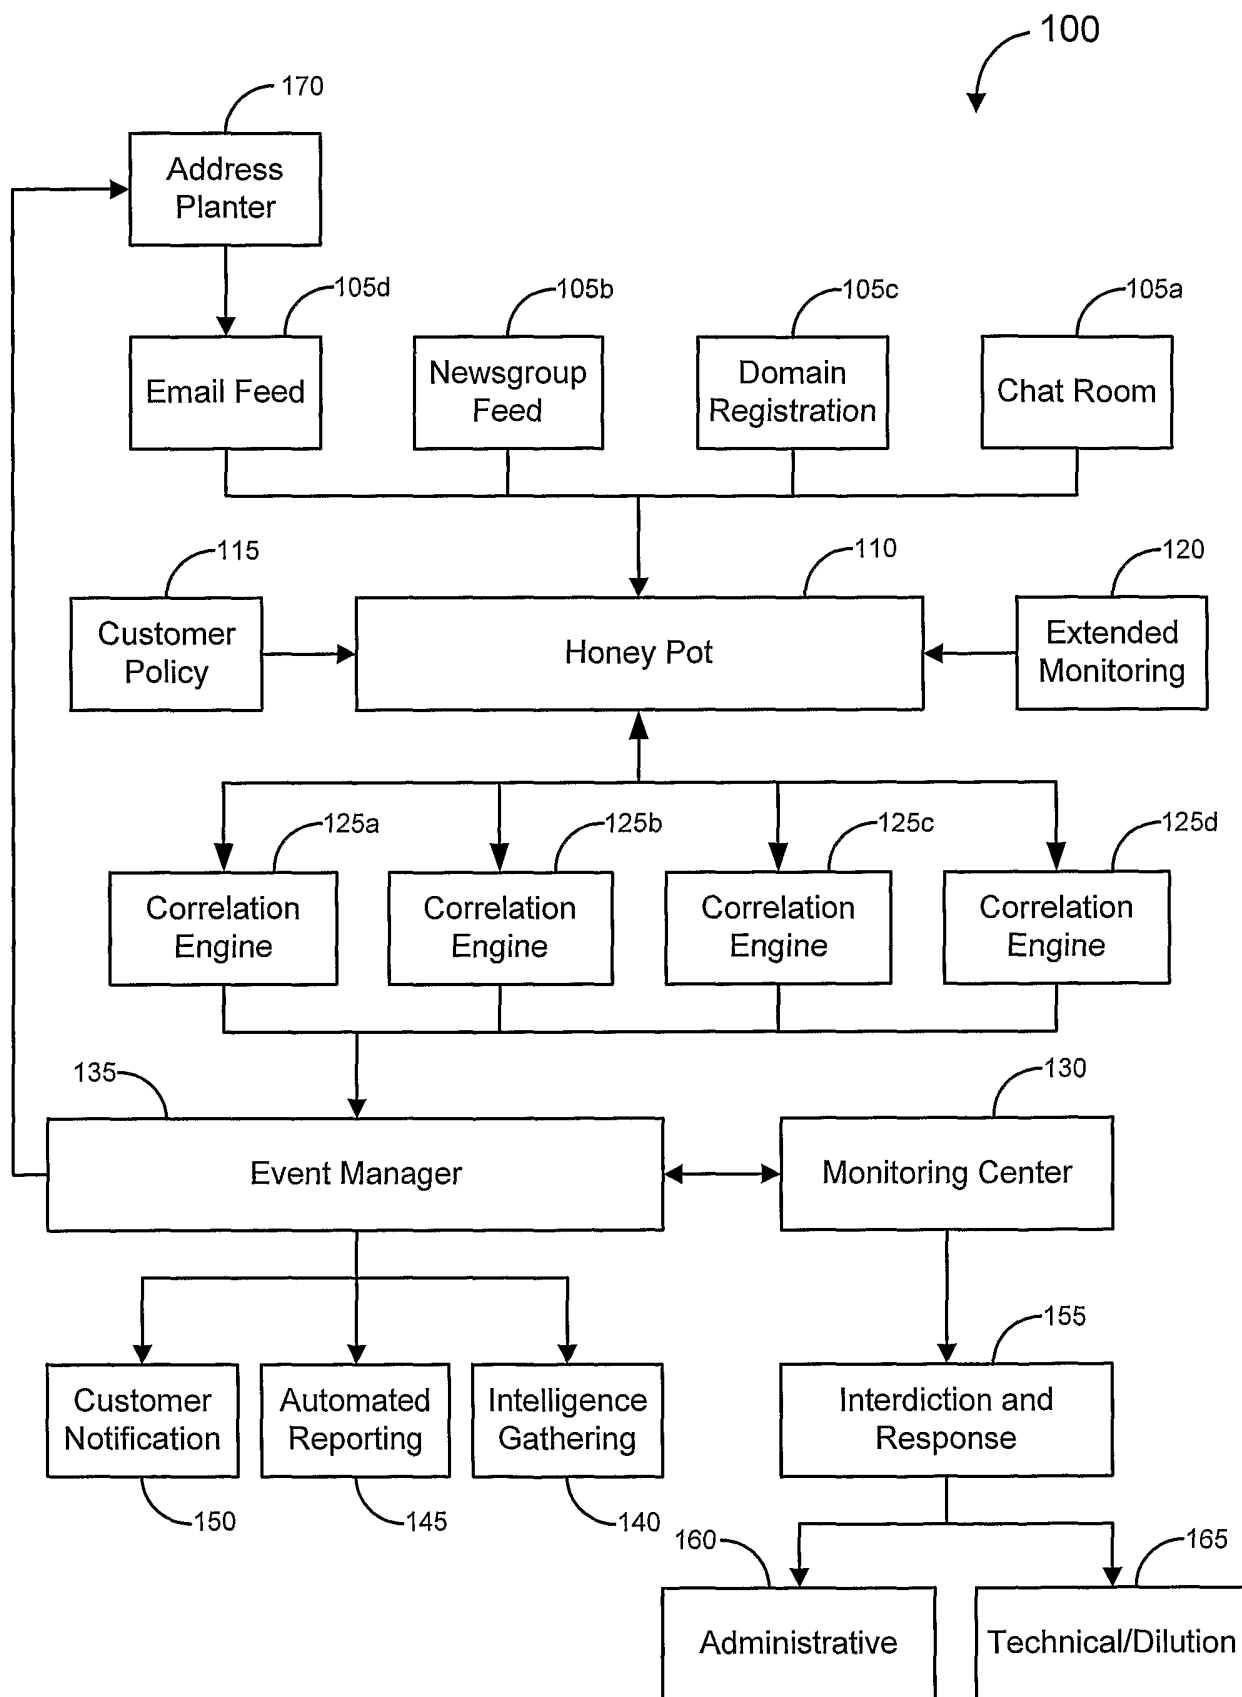 100
170
Address
Planter
105d
105b
105c
105a
Email Feed
Newsgroup
Feed
Domain
Registration
Chat Room
115
110
120
Customer
Policy
Honey Pot
Extended
Monitoring
125a
125b
125c
125d
Correlation
Engine
Correlation
Engine
Correlation
Engine
Correlation
Engine
135
130
Event Manager
Monitoring Center
155
Customer
Notification
Automated
Reporting
Intelligence
Gathering
Interdiction and
Response
150
145
140
160
165
Administrative
Technical/Dilution